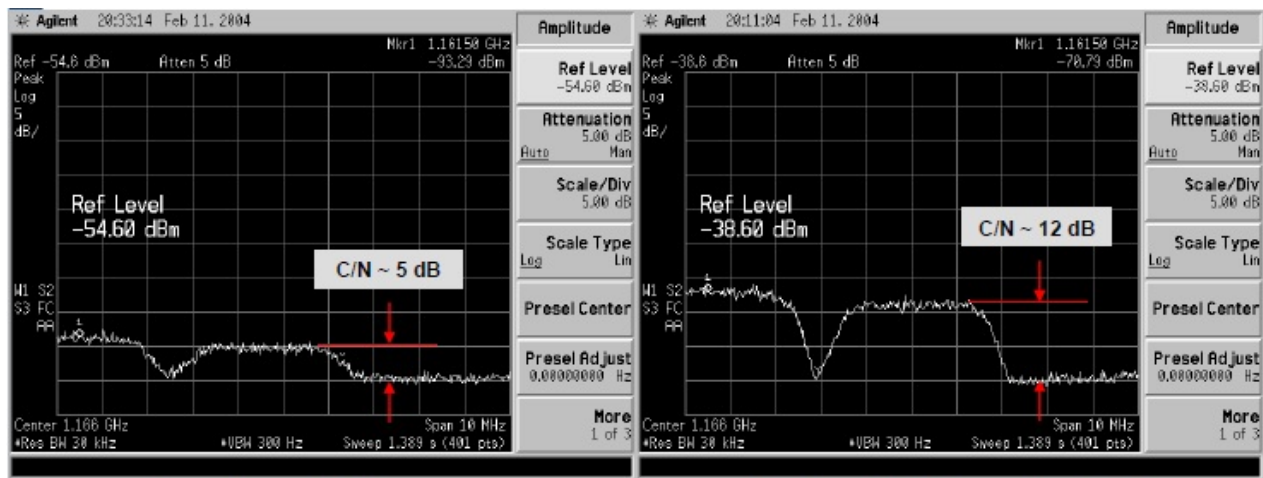 Agilent 20:33:14 Feb 11, 2004
Mkr1 1.16150 GHz
Ref -54.6 dBm Atten 5 dB -93.29 dBm
Peak
Log
5
dB/
Ref Level
-54.60 dBm
C/N ~ 5 dB
W1 S2
S3 FC
AA
1
Center 1.166 GHz Span 10 MHz
*Res BW 30 kHz *VBW 300 Hz Sweep 1.389 s (401 pts)
Amplitude
Ref Level
-54.60 dBm
Attenuation
5.00 dB
Auto Man
Scale/Div
5.00 dB
Scale Type
Log Lin
Presel Center
Presel Adjust
0.00000000 Hz
More
1 of 3
Agilent 20:11:04 Feb 11, 2004
Mkr1 1.16150 GHz
Ref -38.6 dBm Atten 5 dB -70.79 dBm
Peak
Log
5
dB/
Ref Level
-38.60 dBm
C/N ~ 12 dB
W1 S2
S3 FC
AA
1
Center 1.166 GHz Span 10 MHz
*Res BW 30 kHz *VBW 300 Hz Sweep 1.389 s (401 pts)
Amplitude
Ref Level
-38.60 dBm
Attenuation
5.00 dB
Auto Man
Scale/Div
5.00 dB
Scale Type
Log Lin
Presel Center
Presel Adjust
0.00000000 Hz
More
1 of 3